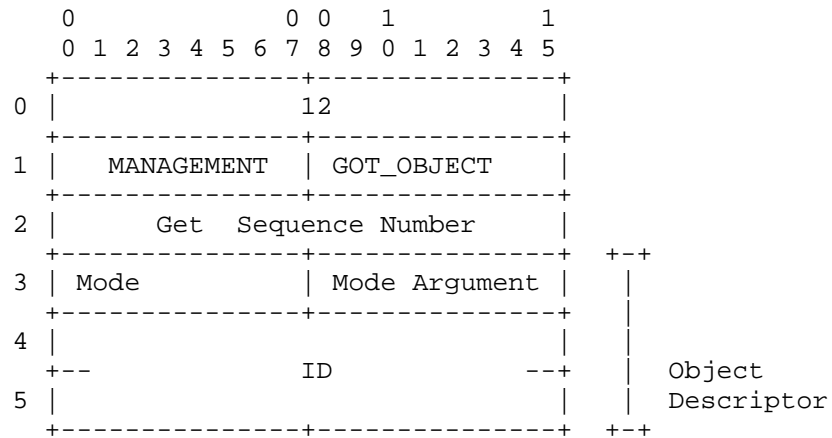 0             0 0   1         1
 0 1 2 3 4 5 6 7 8 9 0 1 2 3 4 5
+---------------+---------------+
0 |               12              |
+---------------+---------------+
1 |   MANAGEMENT  | GOT_OBJECT    |
+---------------+---------------+
2 |      Get  Sequence Number     |
+---------------+---------------+  +-+
3 | Mode          | Mode Argument |   |
+---------------+---------------+   |
4 |                               |   |
+--             ID            --+   |  Object
5 |                               |   |  Descriptor
+---------------+---------------+  +-+